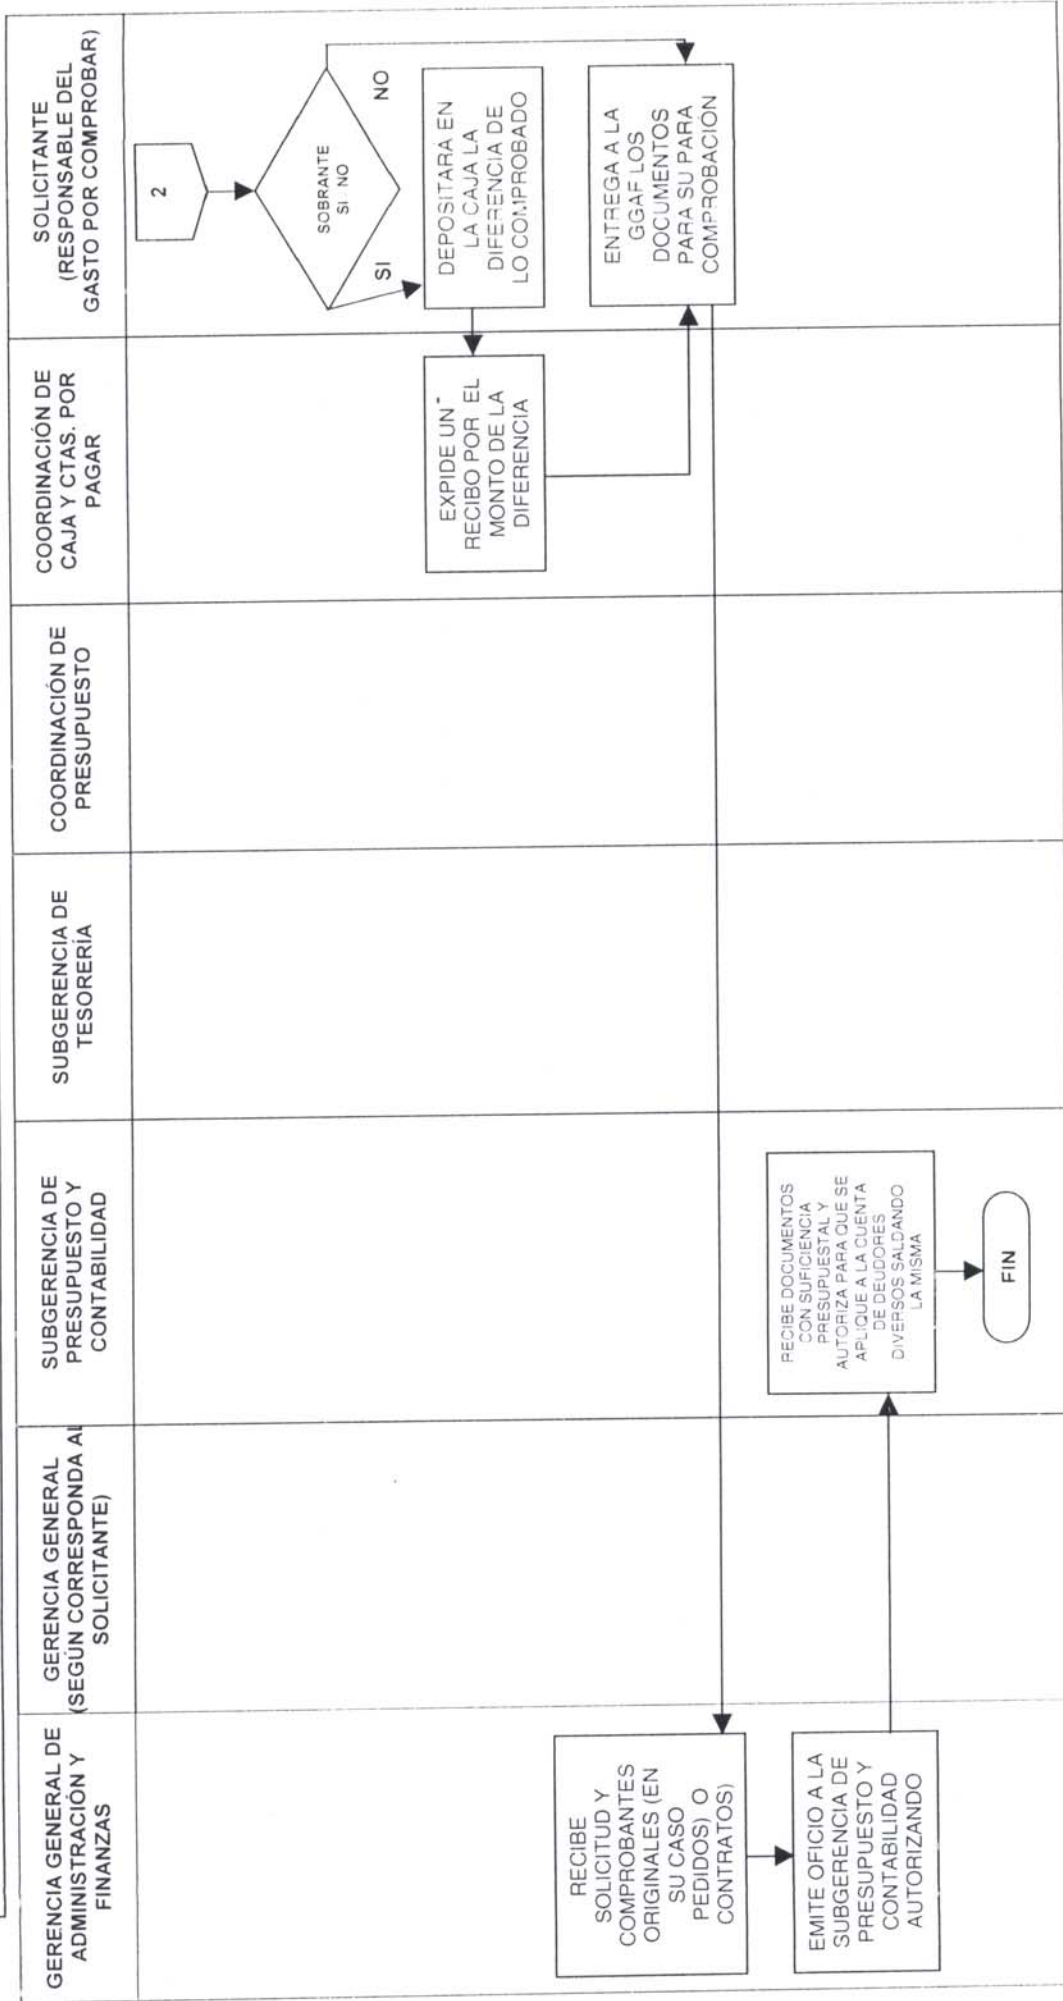 GERENCIA GENERAL DE
ADMINISTRACIÓN Y
FINANZAS
GERENCIA GENERAL
(SEGÚN CORRESPONDA AL
SOLICITANTE)
SUBGERENCIA DE
PRESUPUESTO Y
CONTABILIDAD
SUBGERENCIA DE
TESORERÍA
COORDINACIÓN DE
PRESUPUESTO
COORDINACIÓN DE
CAJA Y CTAS. POR
PAGAR
SOLICITANTE
(RESPONSABLE DEL
GASTO POR COMPROBAR)
2
SOBRANTE
SI / NO
SI
NO
DEPOSITARÁ EN
LA CAJA LA
DIFERENCIA DE
LO COMPROBADO
EXPIDE UN
RECIBO POR EL
MONTO DE LA
DIFERENCIA
ENTREGA A LA
GGAF LOS
DOCUMENTOS
PARA SU PARA
COMPROBACIÓN
RECIBE
SOLICITUD Y
COMPROBANTES
ORIGINALES (EN
SU CASO
PEDIDOS) O
CONTRATOS)
EMITE OFICIO A LA
SUBGERENCIA DE
PRESUPUESTO Y
CONTABILIDAD
AUTORIZANDO
RECIBE DOCUMENTOS
CON SUFICIENCIA
PRESUPUESTAL Y
AUTORIZA PARA QUE SE
APLIQUE A LA CUENTA
DE DEUDORES
DIVERSOS SALDANDO
LA MISMA
FIN